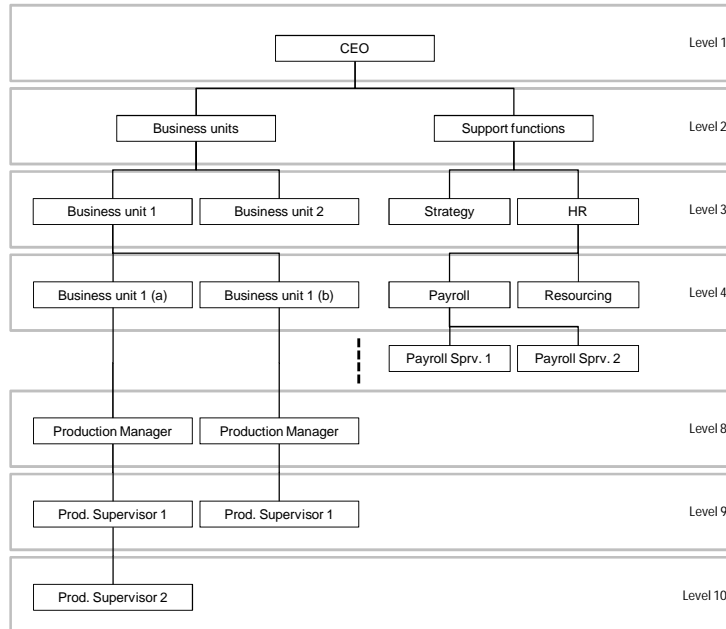 CEO
Level 1
Business units
Support functions
Level 2
Business unit 1
Business unit 2
Strategy
HR
Level 3
Business unit 1 (a)
Business unit 1 (b)
Payroll
Resourcing
Level 4
Payroll Sprv. 1
Payroll Sprv. 2
Production Manager
Production Manager
Level 8
Prod. Supervisor 1
Prod. Supervisor 1
Level 9
Prod. Supervisor 2
Level 10